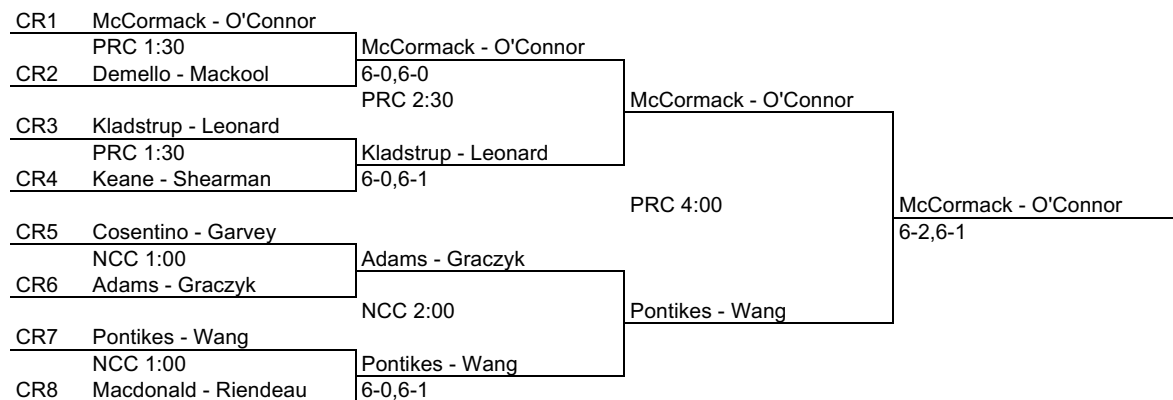 CR1 McCormack - O'Connor
PRC 1:30 McCormack - O'Connor
CR2 Demello - Mackool 6-0,6-0
PRC 2:30 McCormack - O'Connor
CR3 Kladstrup - Leonard
PRC 1:30 Kladstrup - Leonard
CR4 Keane - Shearman 6-0,6-1
PRC 4:00 McCormack - O'Connor
CR5 Cosentino - Garvey 6-2,6-1
NCC 1:00 Adams - Graczyk
CR6 Adams - Graczyk
NCC 2:00 Pontikes - Wang
CR7 Pontikes - Wang
NCC 1:00 Pontikes - Wang
CR8 Macdonald - Riendeau 6-0,6-1